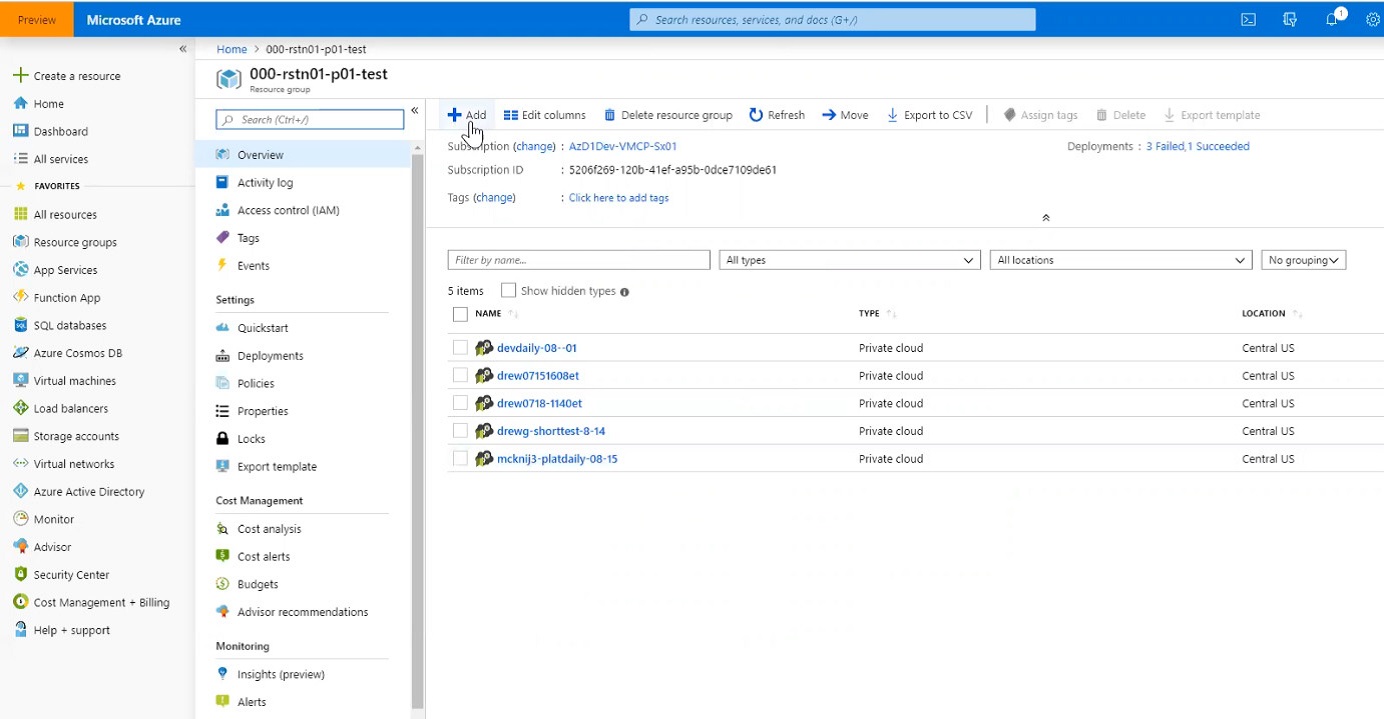 Preview
Microsoft Azure
Search resources, services, and docs (G+/)
1
«
Create a resource
Home
Dashboard
All services
FAVORITES
All resources
Resource groups
App Services
Function App
SQL databases
Azure Cosmos DB
Virtual machines
Load balancers
Storage accounts
Virtual networks
Azure Active Directory
Monitor
Advisor
Security Center
Cost Management + Billing
Help + support
Home > 000-rstn01-p01-test
000-rstn01-p01-test
Resource group
Search (Ctrl+/)
«
Overview
Activity log
Access control (IAM)
Tags
Events
Settings
Quickstart
Deployments
Policies
Properties
Locks
Export template
Cost Management
Cost analysis
Cost alerts
Budgets
Advisor recommendations
Monitoring
Insights (preview)
Alerts
Add Edit columns Delete resource group Refresh Move Export to CSV Assign tags Delete Export template
Subscription (change) : AzD1Dev-VMCP-Sx01
Deployments : 3 Failed,1 Succeeded
Subscription ID : 5206f269-120b-41ef-a95b-0dce7109de61
Tags (change) : Click here to add tags
Filter by name... All types All locations No grouping
5 items Show hidden types
NAME TYPE LOCATION
devdaily-08--01 Private cloud Central US
drew07151608et Private cloud Central US
drew0718-1140et Private cloud Central US
drewg-shorttest-8-14 Private cloud Central US
mcknij3-platdaily-08-15 Private cloud Central US